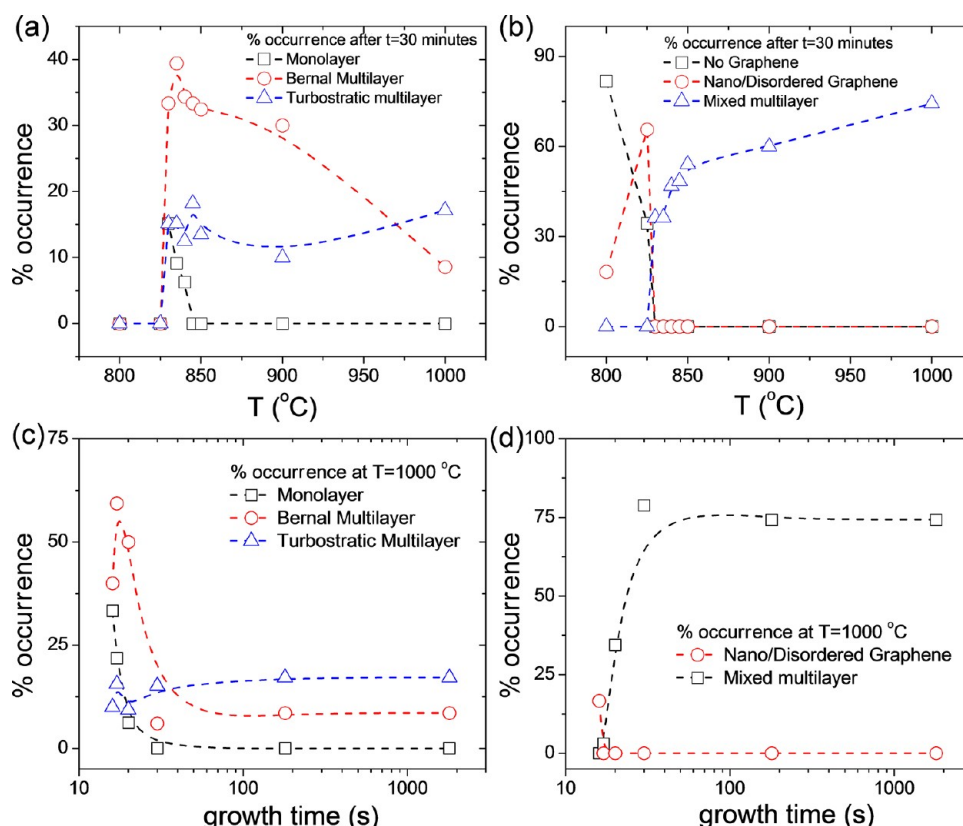 (a)
% occurrence after t=30 minutes
Monolayer
Bernal Multilayer
Turbostratic multilayer
40
30
20
10
0
% occurrence
800 850 900 950 1000
T (°C)
(b)
% occurrence after t=30 minutes
No Graphene
Nano/Disordered Graphene
Mixed multilayer
90
60
30
0
% occurrence
800 850 900 950 1000
T (°C)
(c)
% occurrence at T=1000 °C
Monolayer
Bernal Multilayer
Turbostratic Multilayer
75
50
25
0
% occurrence
10 100 1000
growth time (s)
(d)
100
75
50
25
0
% occurrence
% occurrence at T=1000 °C
Nano/Disordered Graphene
Mixed multilayer
10 100 1000
growth time (s)